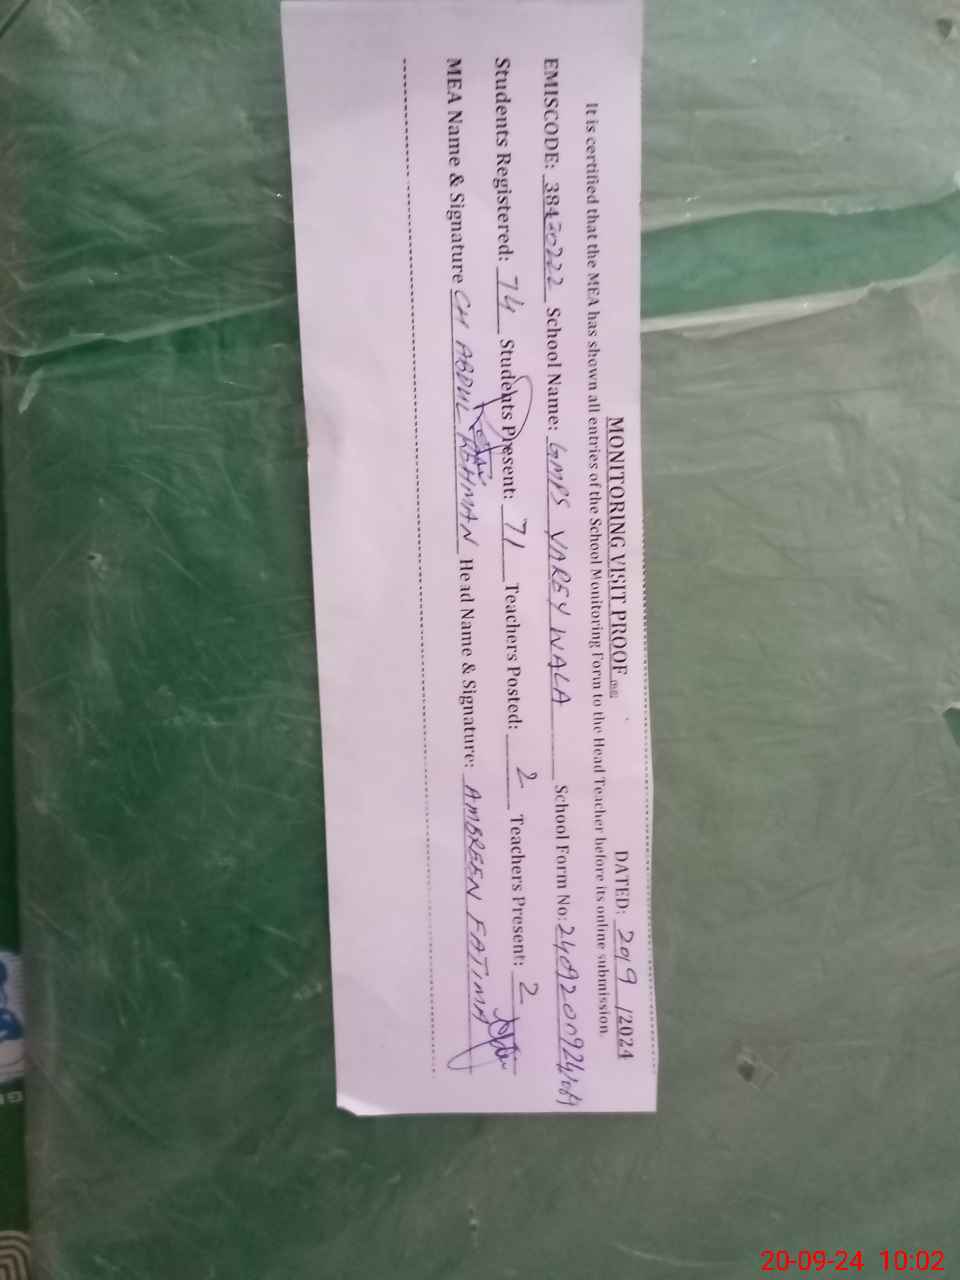 MONITORING VISIT PROOF DATED: 20/9 /2024
It is certified that the MEA has shown all entries of the School Monitoring Form to the Head Teacher before its online submission.
EMISCODE: 38430222 School Name: GMPS VAREY WALA School Form No:
Students Registered: 74 Students Present: 71 Teachers Posted: 2 Teachers Present: 2
MEA Name & Signature CH ABDUL REHMAN Head Name & Signature: AMBREEN FATIMA
20-09-24 10:02